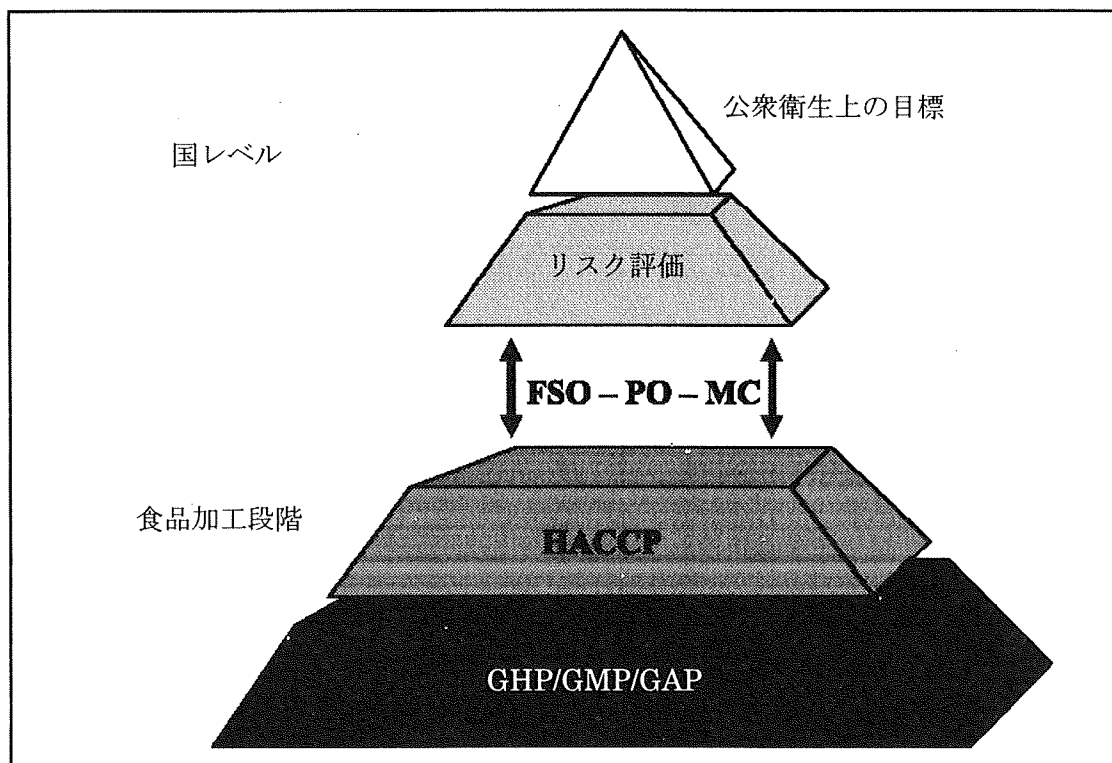 公衆衛生上の目標
国レベル
リスク評価
FSO – PO – MC
食品加工段階
HACCP
GHP/GMP/GAP